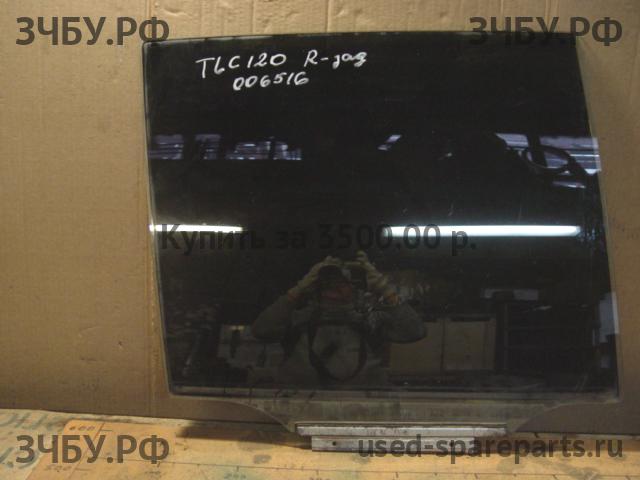 ЗЧБУ.РФ
ЗЧБУ.РФ
TLC120 R-зад
006516
Купить за 3500.00 р.
ЗЧБУ.РФ
used-spareparts.ru